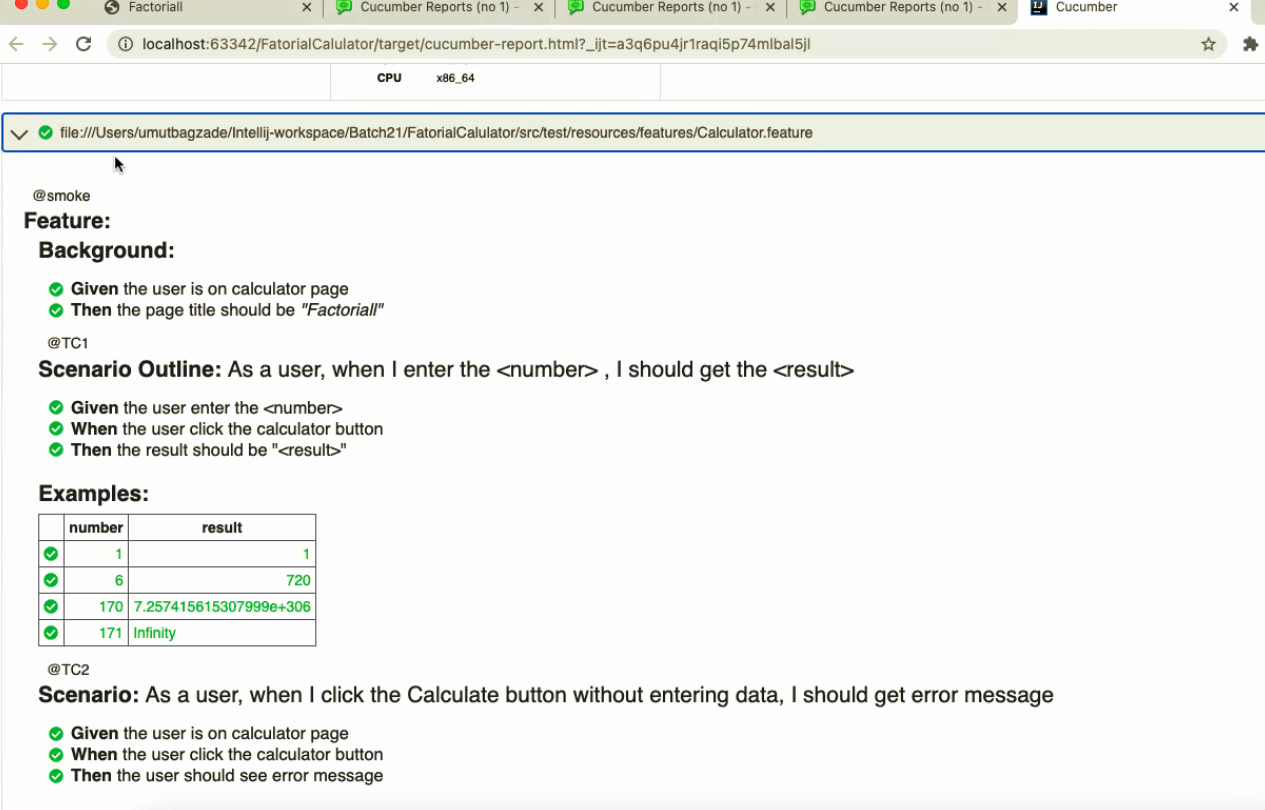 Factoriall
Cucumber Reports (no 1) -
Cucumber Reports (no 1) -
Cucumber Reports (no 1) -
IJ
Cucumber
localhost:63342/FatorialCalulator/target/cucumber-report.html?_ijt=a3q6pu4jr1raqi5p74mlbal5jl
CPU x86_64
file:///Users/umutbagzade/Intellij-workspace/Batch21/FatorialCalulator/src/test/resources/features/Calculator.feature
@smoke
Feature:
Background:
Given the user is on calculator page
Then the page title should be "Factoriall"
@TC1
Scenario Outline: As a user, when I enter the <number> , I should get the <result>
Given the user enter the <number>
When the user click the calculator button
Then the result should be "<result>"
Examples:
number result
1 1
6 720
170 7.257415615307999e+306
171 Infinity
@TC2
Scenario: As a user, when I click the Calculate button without entering data, I should get error message
Given the user is on calculator page
When the user click the calculator button
Then the user should see error message